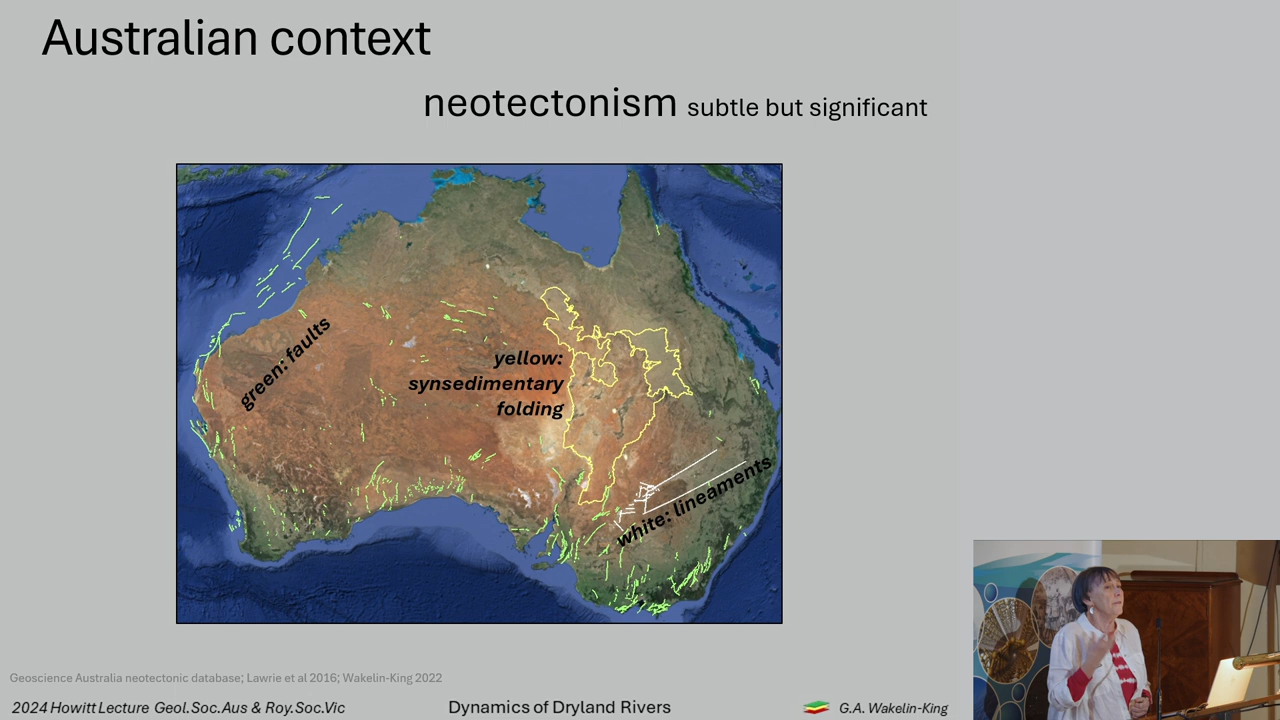 Australian context
neotectonism subtle but significant
green: faults
yellow:
synsedimentary
folding
white: lineaments
Geoscience Australia neotectonic database; Lawrie et al 2016; Wakelin-King 2022
2024 Howitt Lecture Geol.Soc.Aus & Roy.Soc.Vic
Dynamics of Dryland Rivers
G.A. Wakelin-King